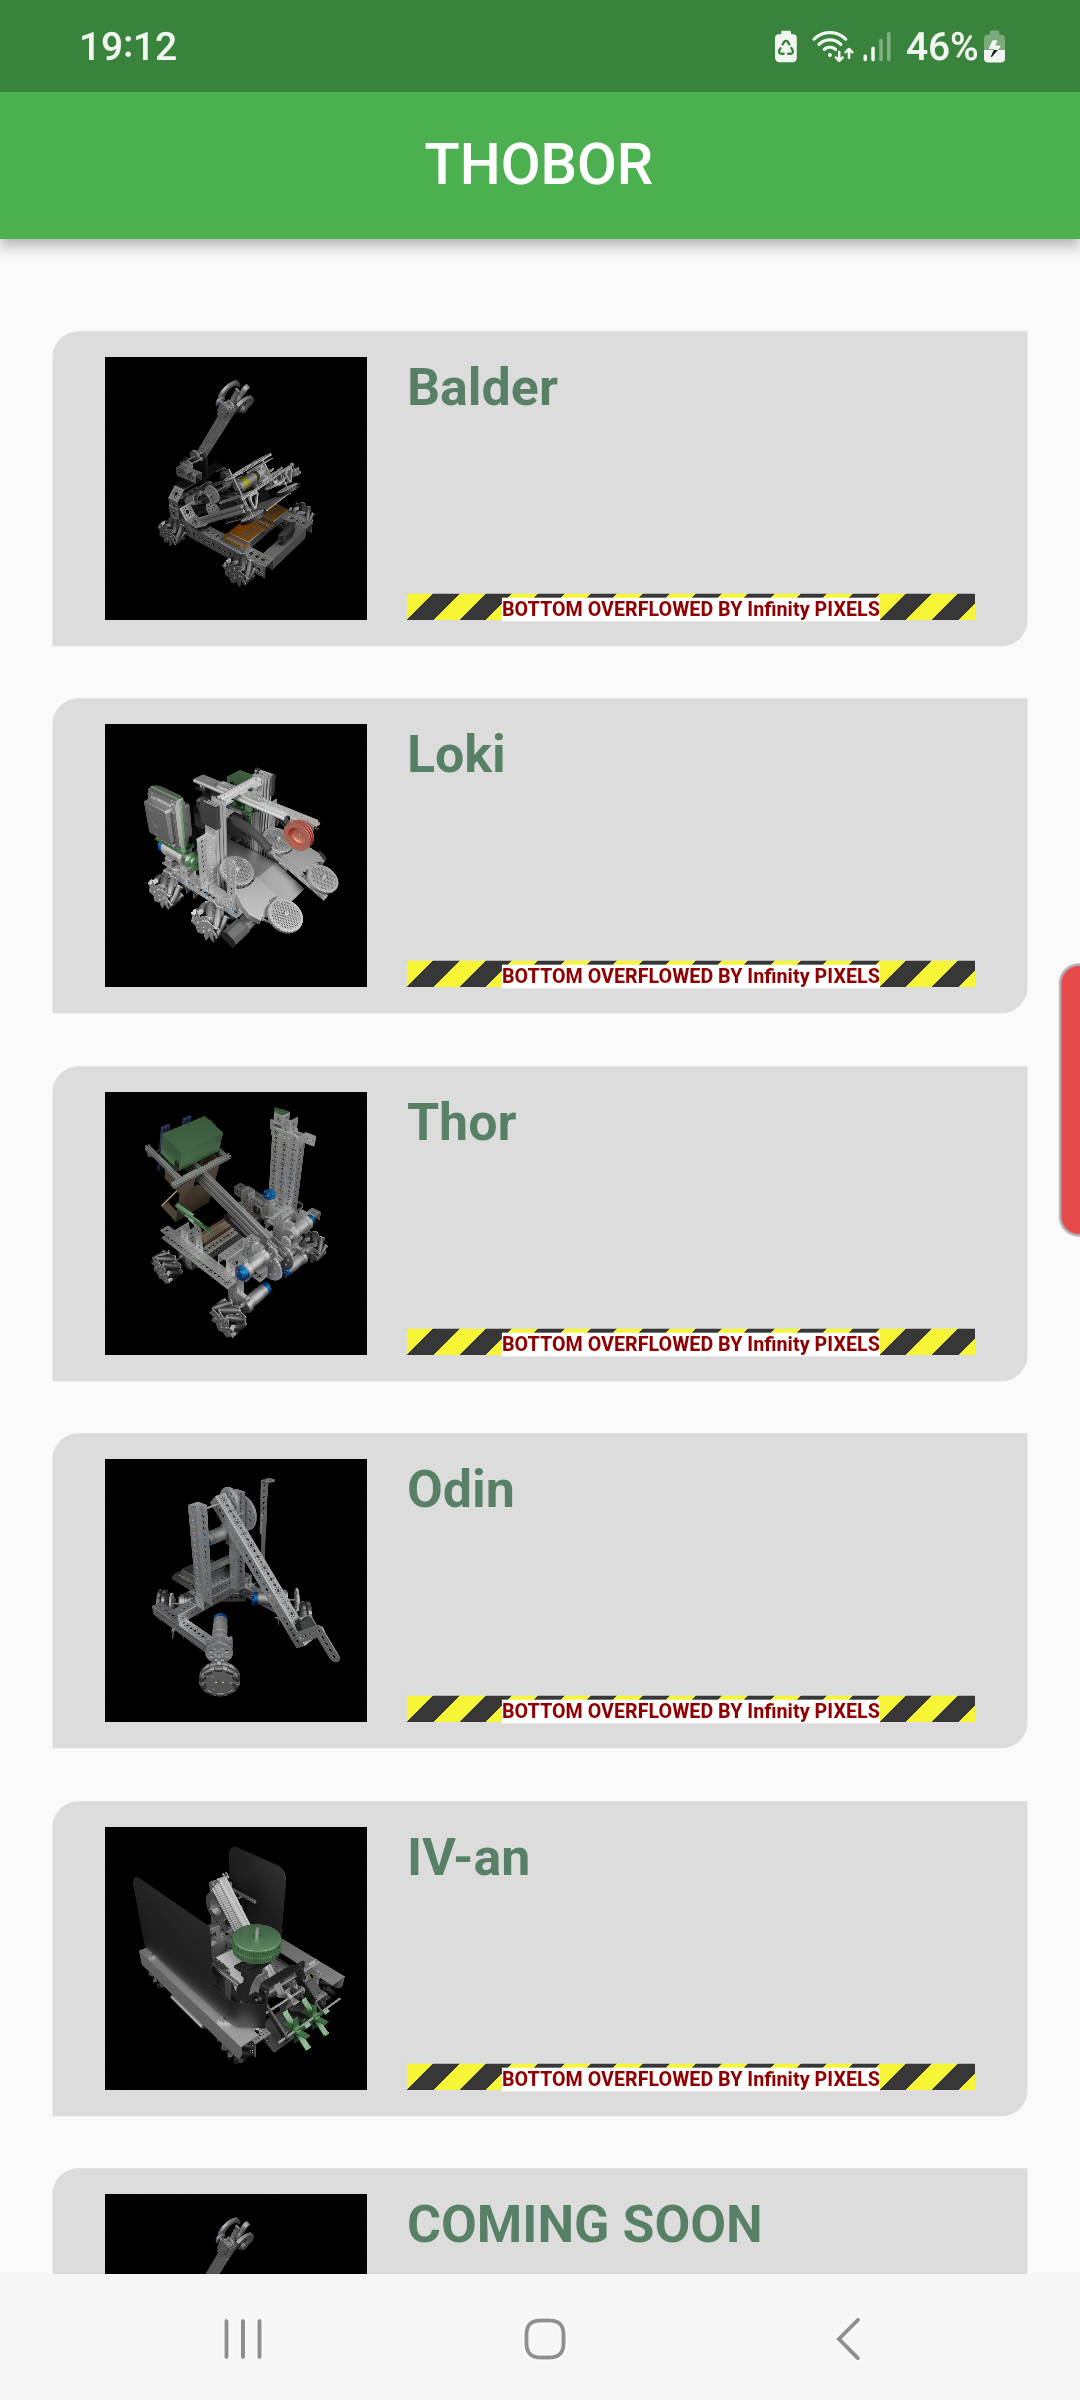 19:12
46%
THOBOR
Balder
BOTTOM OVERFLOWED BY Infinity PIXELS
Loki
BOTTOM OVERFLOWED BY Infinity PIXELS
Thor
BOTTOM OVERFLOWED BY Infinity PIXELS
Odin
BOTTOM OVERFLOWED BY Infinity PIXELS
IV-an
BOTTOM OVERFLOWED BY Infinity PIXELS
COMING SOON